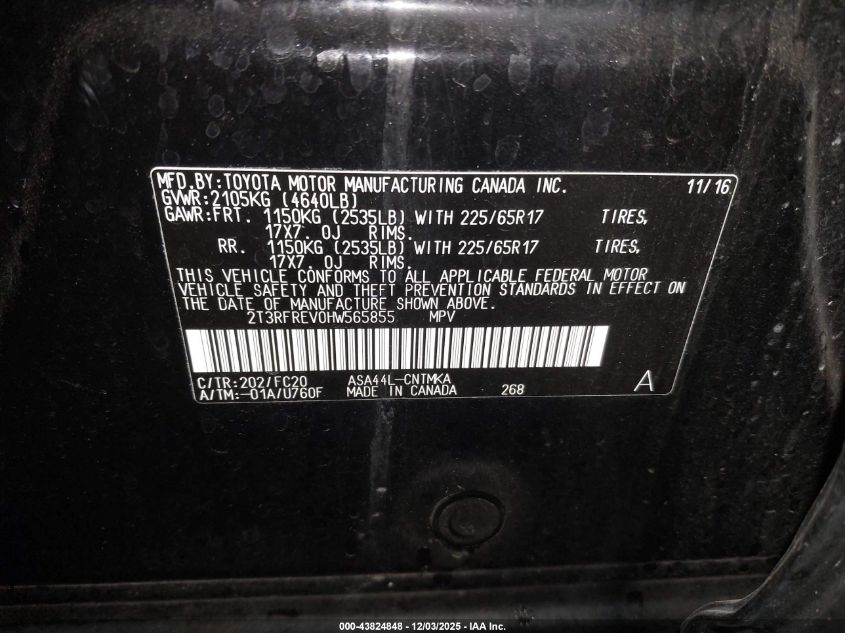 MFD.BY:TOYOTA MOTOR MANUFACTURING CANADA INC. 11/16
GVWR:2105KG (4640LB)
GAWR:FRT. 1150KG (2535LB) WITH 225/65R17 TIRES,
17X7. 0J RIMS.
RR. 1150KG (2535LB) WITH 225/65R17 TIRES,
17X7. 0J RIMS.
THIS VEHICLE CONFORMS TO ALL APPLICABLE FEDERAL MOTOR
VEHICLE SAFETY AND THEFT PREVENTION STANDARDS IN EFFECT ON
THE DATE OF MANUFACTURE SHOWN ABOVE.
2T3RFREV0HW565855 MPV
C/TR:202/FC20 ASA44L-CNTMKA
A/TM:-01A/U760F MADE IN CANADA 268 A
000-43824848 - 12/03/2025 - IAA Inc.